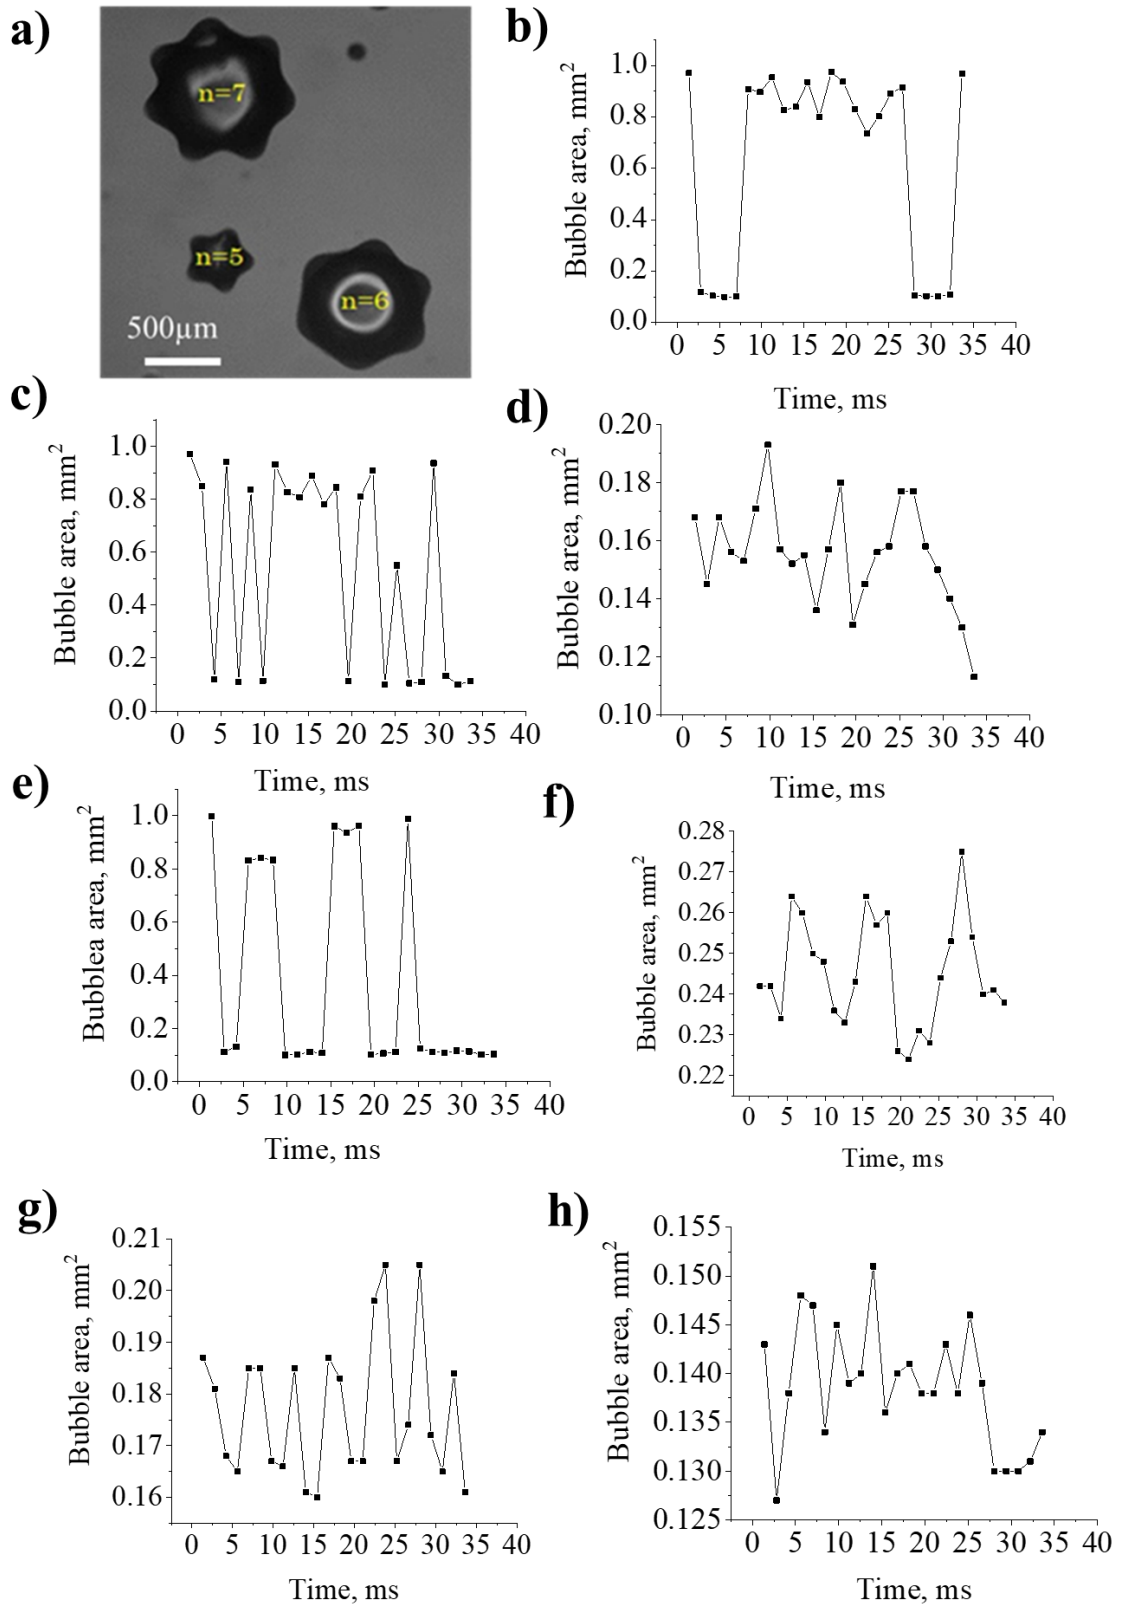 a)
n=7
n=5
n=6
500µm
b)
Bubble area, mm²
1.0
0.8
0.6
0.4
0.2
0.0
0 5 10 15 20 25 30 35 40
Time, ms
c)
Bubble area, mm²
1.0
0.8
0.6
0.4
0.2
0.0
0 5 10 15 20 25 30 35 40
Time, ms
d)
Bubble area, mm²
0.20
0.18
0.16
0.14
0.12
0.10
0 5 10 15 20 25 30 35 40
Time, ms
e)
Bubblea area, mm²
1.0
0.8
0.6
0.4
0.2
0.0
0 5 10 15 20 25 30 35 40
Time, ms
f)
Bubble area, mm²
0.28
0.27
0.26
0.25
0.24
0.23
0.22
0 5 10 15 20 25 30 35 40
Time, ms
g)
Bubble area, mm²
0.21
0.20
0.19
0.18
0.17
0.16
0 5 10 15 20 25 30 35 40
Time, ms
h)
Bubble area, mm²
0.155
0.150
0.145
0.140
0.135
0.130
0.125
0 5 10 15 20 25 30 35 40
Time, ms